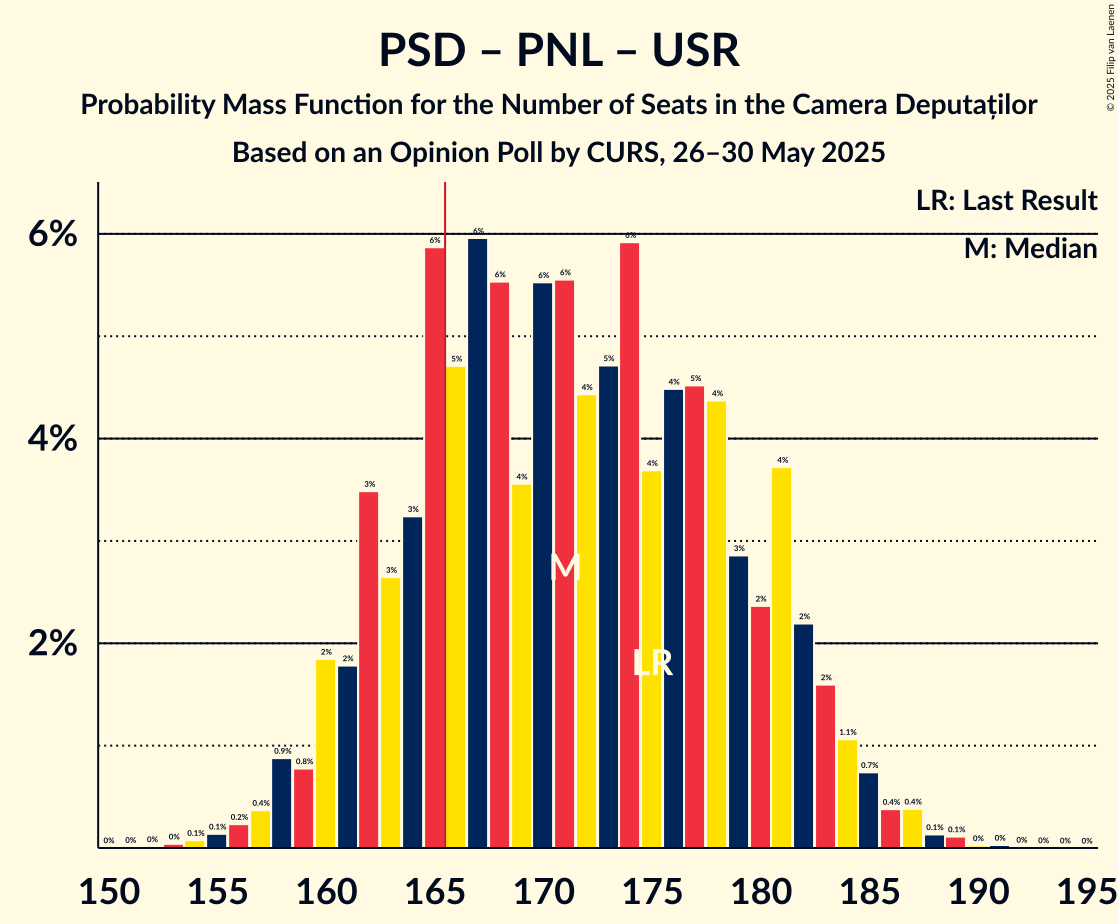 PSD – PNL – USR
Probability Mass Function for the Number of Seats in the Camera Deputaților
Based on an Opinion Poll by CURS, 26–30 May 2025
© 2025 Filip van Laenen
LR: Last Result
M: Median
6%
4%
2%
0% 0% 0% 0% 0.1% 0.1% 0.2% 0.4% 0.9% 0.8% 2% 2% 3% 3% 3% 6% 5% 6% 6% 4% 6% 6% 4% 5% 6% 4% 4% 5% 4% 3% 2% 4% 2% 2% 1.1% 0.7% 0.4% 0.4% 0.1% 0.1% 0% 0% 0% 0% 0% 0%
M
LR
150 155 160 165 170 175 180 185 190 195